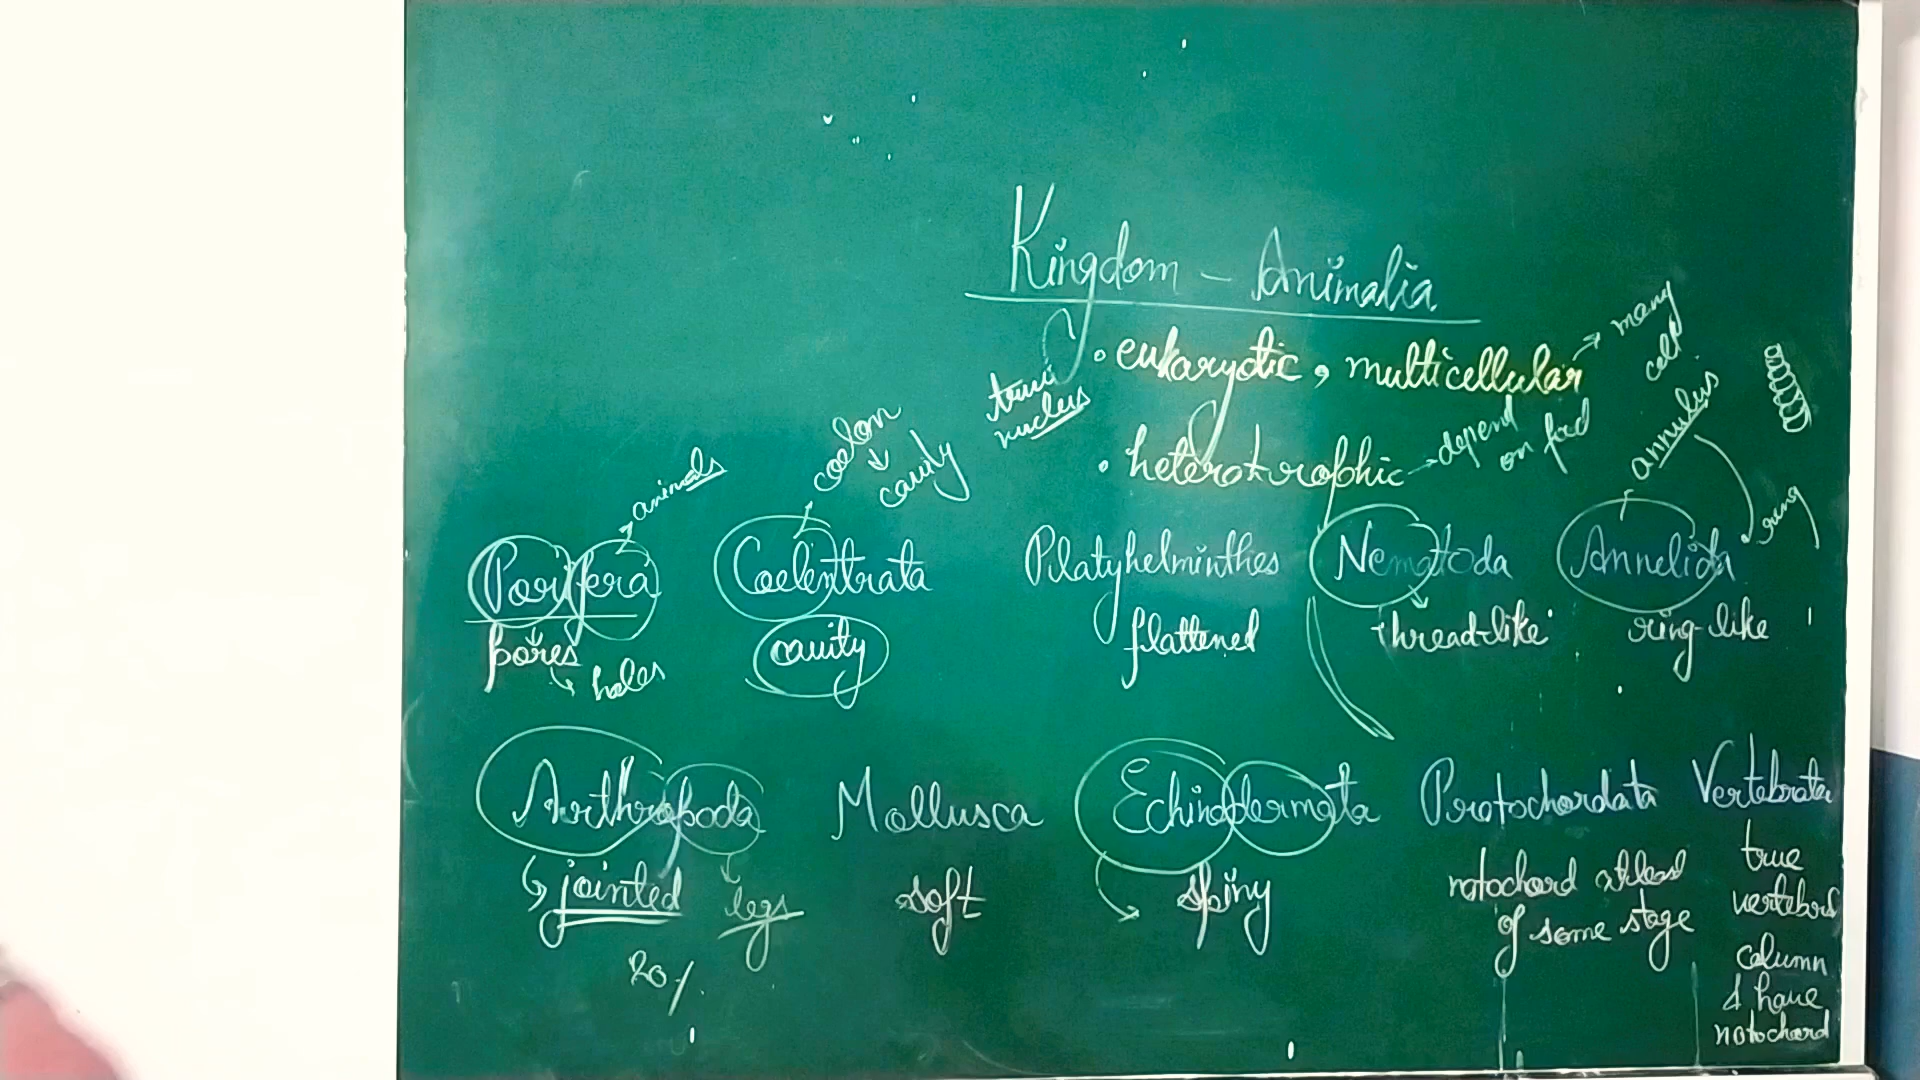 Kingdom - Animalia
• eukaryotic, multicellular → many cell
true nucleus
• heterotrophic → depend on food
animals
coelom
cavity
annulus
ring
Porifera
Coelentrata
Platyhelminthes
Nematoda
Annelida
pores
holes
cavity
flattened
thread-like
ring-like
Arthropoda
Mollusca
Echinodermata
Protochordata
Vertebrata
jointed
legs
soft
spiny
notochord atleast
of some stage
true
column
& have
notochord